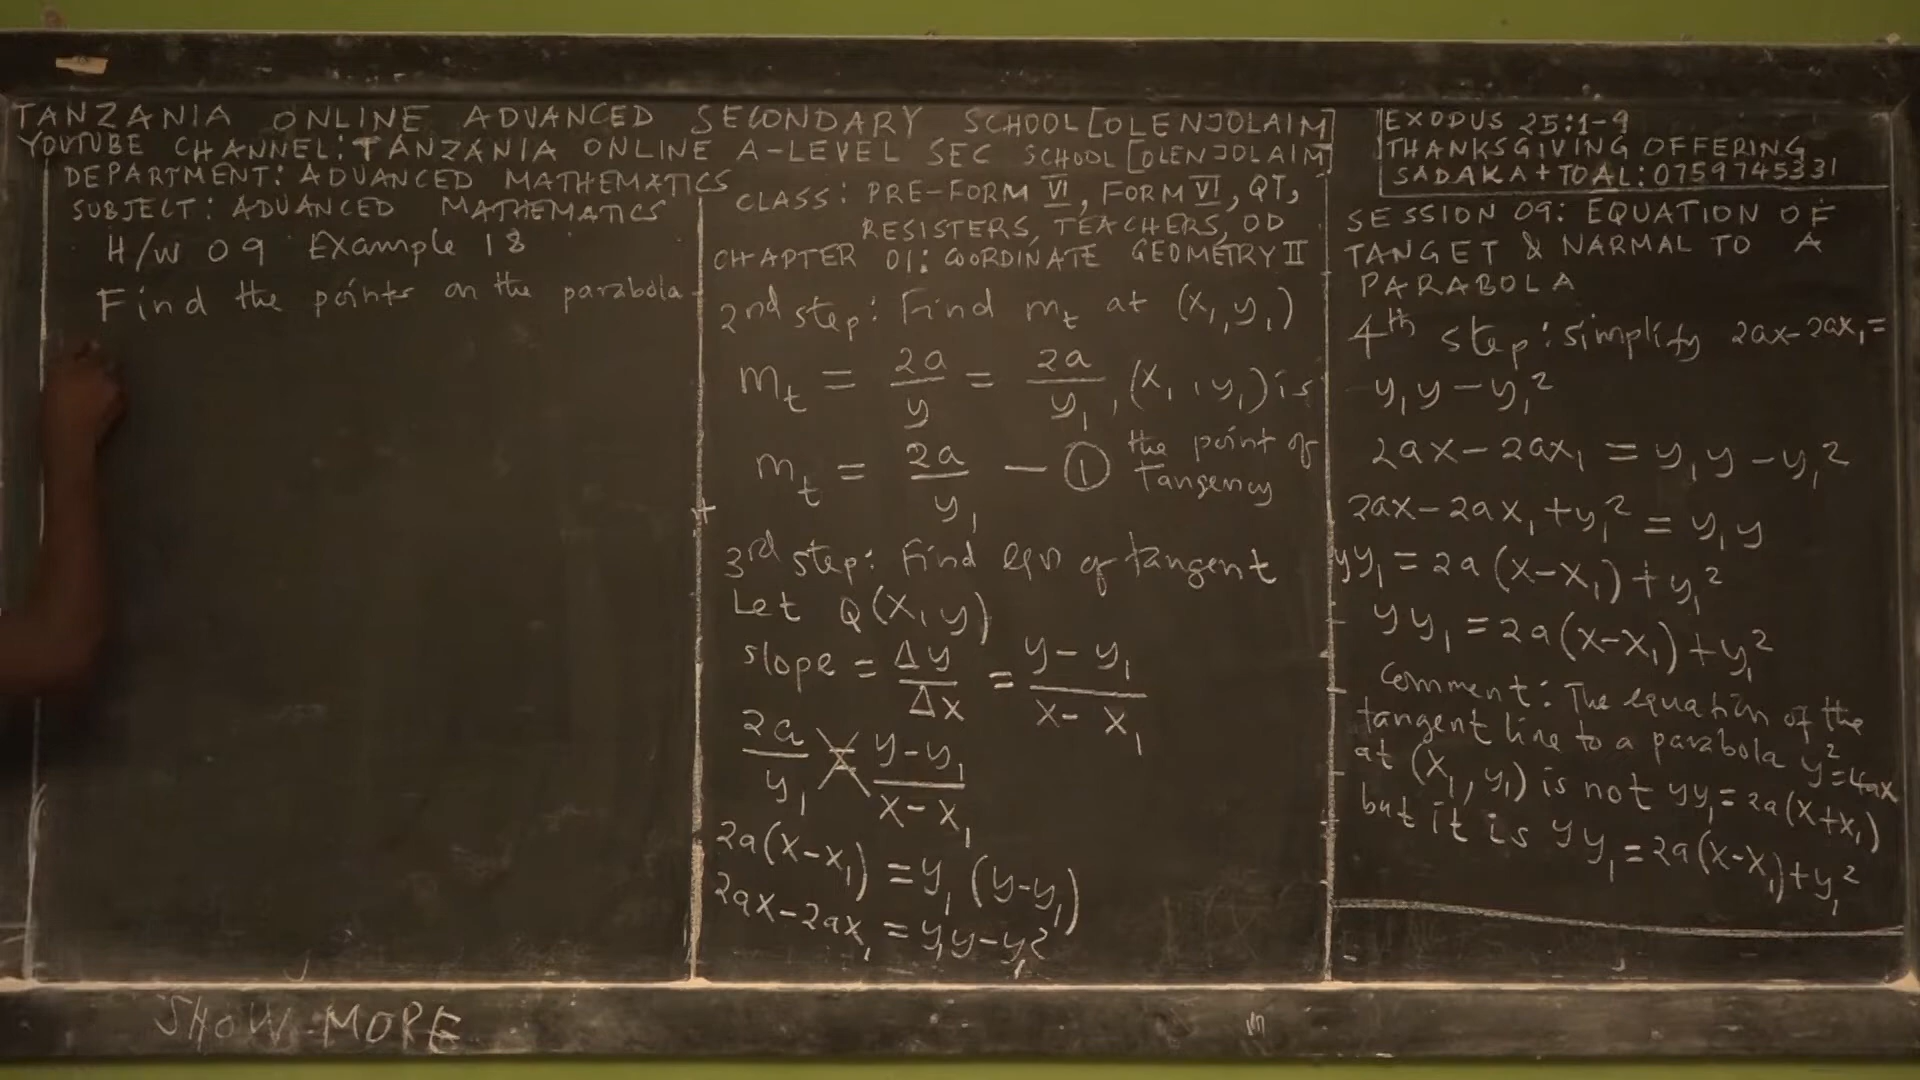 TANZANIA ONLINE ADVANCED SECONDARY SCHOOL [OLENJOLAIM]
YOUTUBE CHANNEL: TANZANIA ONLINE A-LEVEL SEC SCHOOL [OLENJOLAIM]
DEPARTMENT: ADVANCED MATHEMATICS
SUBJECT: ADVANCED MATHEMATICS
H/W 09 Example 18
Find the points on the parabola
CLASS: PRE-FORM VI, FORM VI, QT,
RESISTERS, TEACHERS, OD
CHAPTER 01: COORDINATE GEOMETRY II
2nd step: Find m_t at (x₁, y₁)
m_t = 2a/y = 2a/y₁, (x₁, y₁) is
the point of
Tangency
m_t = 2a/y₁ — ①
3rd step: Find eqn of tangent
Let Q(x, y)
slope = Δy/Δx = y-y₁/x-x₁
2a/y₁ = y-y₁/x-x₁
2a(x-x₁) = y₁(y-y₁)
2ax-2ax₁ = y₁y-y₁²
EXODUS 25:1-9
THANKSGIVING OFFERING
SADAKA+TOAL: 0759745331
SESSION 09: EQUATION OF
TANGET & NARMAL TO A
PARABOLA
4th step: simplify 2ax-2ax₁=
y₁y-y₁²
2ax-2ax₁ = y₁y-y₁²
2ax-2ax₁+y₁² = y₁y
yy₁ = 2a(x-x₁)+y₁²
yy₁ = 2a(x-x₁)+y₁²
Comment: The equation of the
tangent line to a parabola y²=4ax
at (x₁, y₁) is not yy₁=2a(x+x₁)
but it is yy₁=2a(x-x₁)+y₁²
SHOW MORE